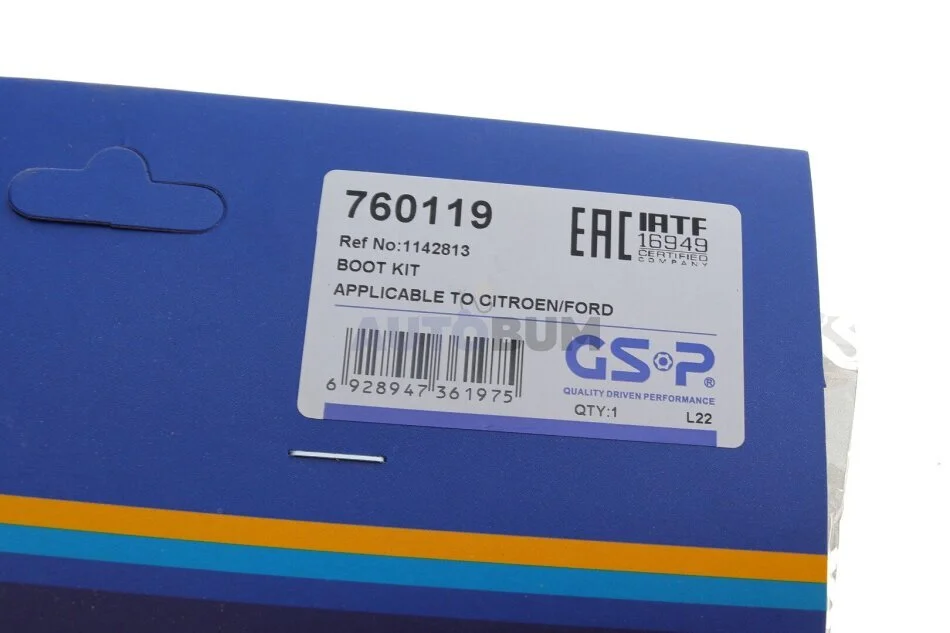 760119
EAC
IATF
16949
CERTIFIED
COMPANY
Ref No:1142813
BOOT KIT
APPLICABLE TO CITROEN/FORD
AUTOBUM
GSP®
QUALITY DRIVEN PERFORMANCE
6 928947 361975
QTY:1
L22